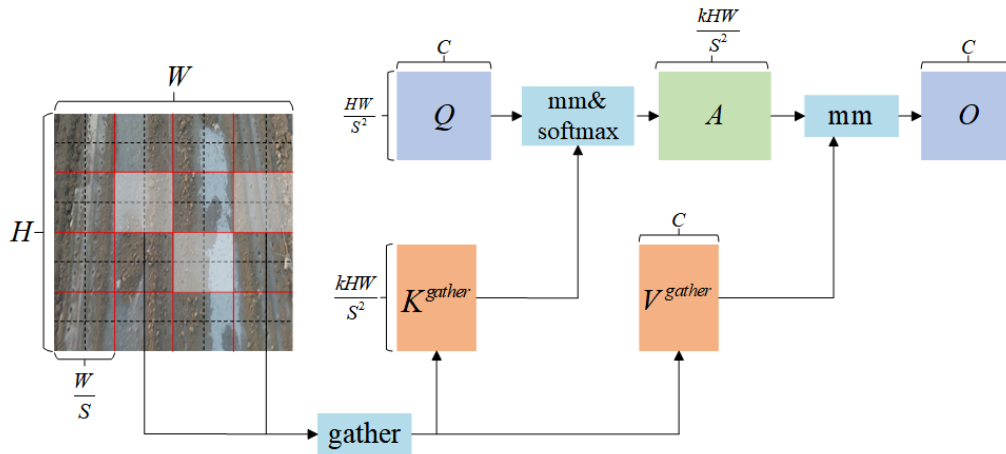 W
H
W/S
C
HW/S²
Q
mm&
softmax
kHW/S²
A
mm
C
O
kHW/S²
K^gather
C
V^gather
gather